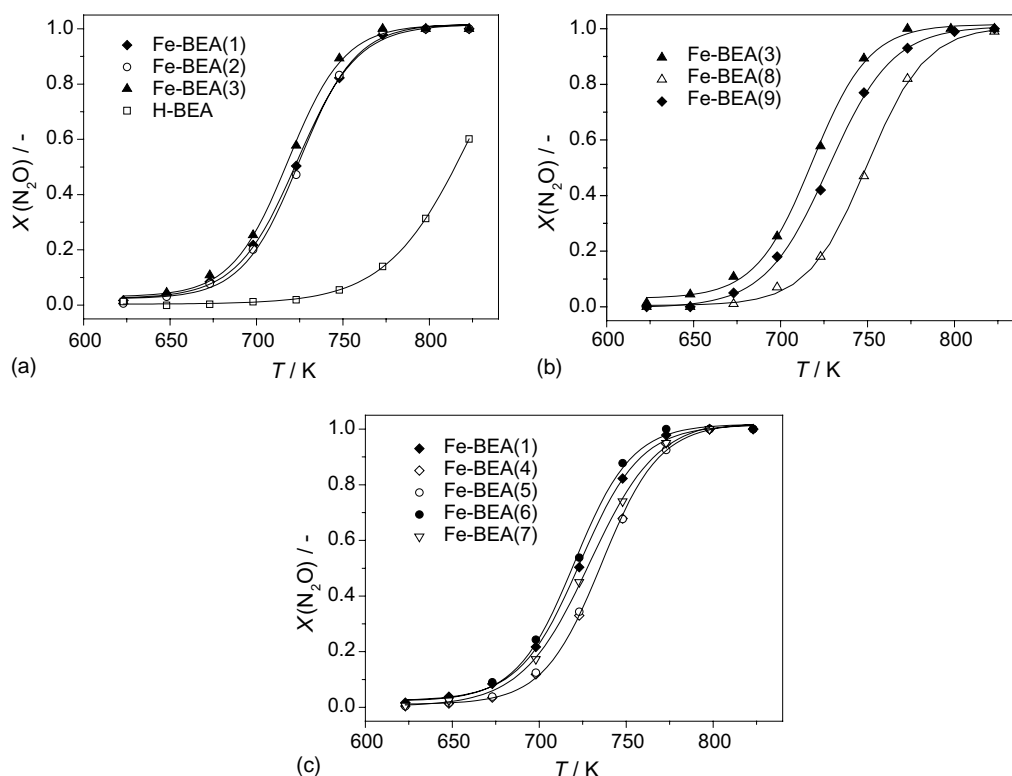 1.0
0.8
0.6
0.4
0.2
0.0
X(N₂O) / -
Fe-BEA(1)
Fe-BEA(2)
Fe-BEA(3)
H-BEA
600 650 700 750 800
T / K
(a)
1.0
0.8
0.6
0.4
0.2
0.0
X(N₂O) / -
Fe-BEA(3)
Fe-BEA(8)
Fe-BEA(9)
600 650 700 750 800
T / K
(b)
1.0
0.8
0.6
0.4
0.2
0.0
X(N₂O) / -
Fe-BEA(1)
Fe-BEA(4)
Fe-BEA(5)
Fe-BEA(6)
Fe-BEA(7)
600 650 700 750 800
T / K
(c)